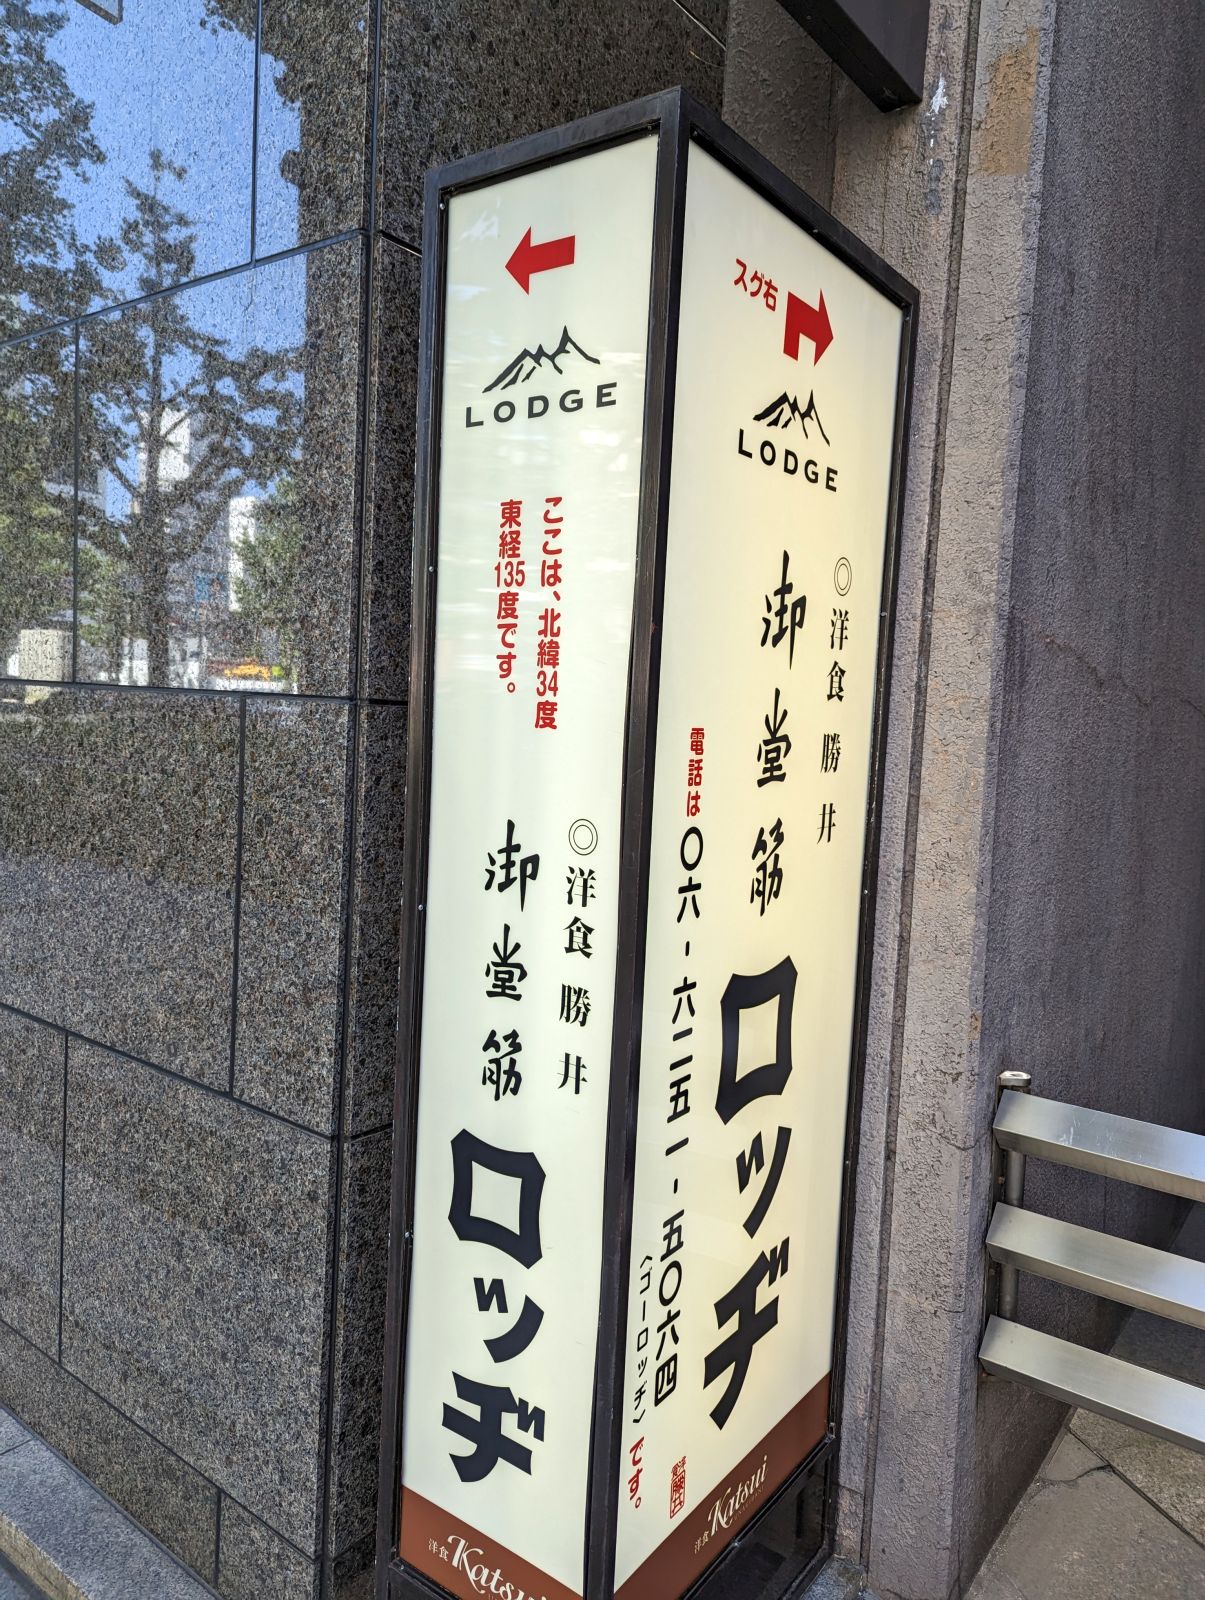 LODGE
ここは、北緯34度
東経135度です。
◎洋食 勝井
御堂筋ロッヂ
洋食 Katsui
スグ右
LODGE
◎洋食 勝井
御堂筋ロッヂ
電話は〇六-六二五一-五〇六四
〈ゴーロッヂ〉です。
洋食 Katsui